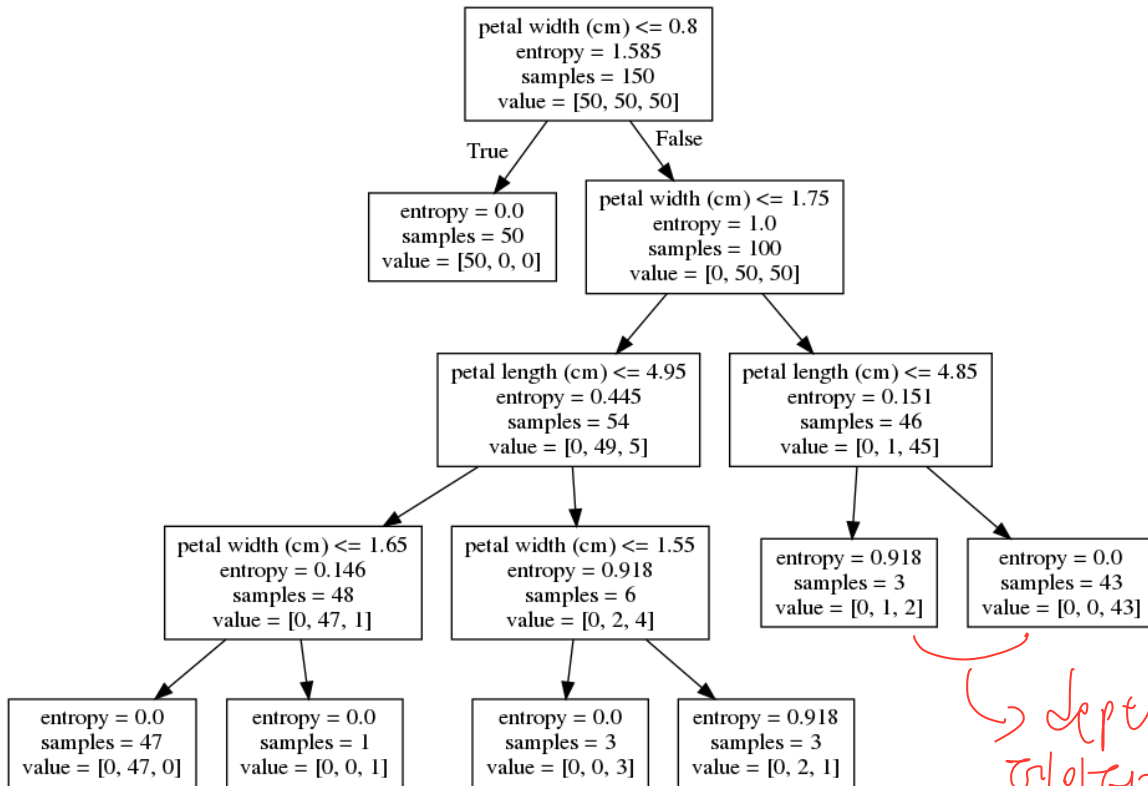 petal width (cm) <= 0.8
entropy = 1.585
samples = 150
value = [50, 50, 50]
True
False
entropy = 0.0
samples = 50
value = [50, 0, 0]
petal width (cm) <= 1.75
entropy = 1.0
samples = 100
value = [0, 50, 50]
petal length (cm) <= 4.95
entropy = 0.445
samples = 54
value = [0, 49, 5]
petal length (cm) <= 4.85
entropy = 0.151
samples = 46
value = [0, 1, 45]
petal width (cm) <= 1.65
entropy = 0.146
samples = 48
value = [0, 47, 1]
petal width (cm) <= 1.55
entropy = 0.918
samples = 6
value = [0, 2, 4]
entropy = 0.918
samples = 3
value = [0, 1, 2]
entropy = 0.0
samples = 43
value = [0, 0, 43]
entropy = 0.0
samples = 47
value = [0, 47, 0]
entropy = 0.0
samples = 1
value = [0, 0, 1]
entropy = 0.0
samples = 3
value = [0, 0, 3]
entropy = 0.918
samples = 3
value = [0, 2, 1]